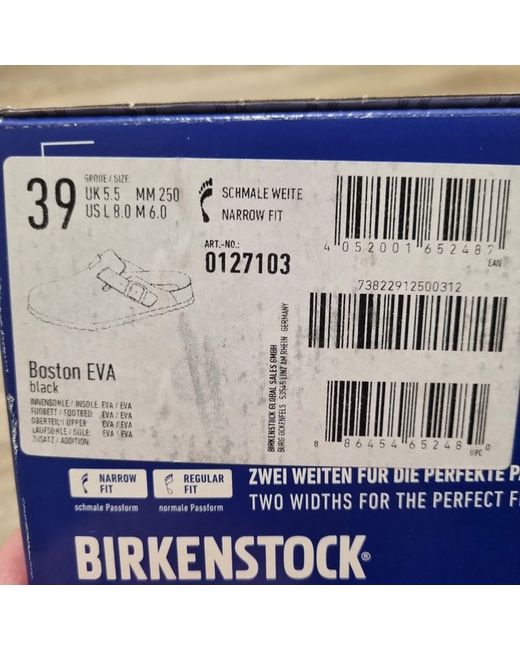 39
GRÖßE / SIZE:
UK 5.5 MM 250
US L 8.0 M 6.0
SCHMALE WEITE
NARROW FIT
ART.-NO.:
0127103
4 052001 652487
EAN
73822912500312
8 86454 65248 0
UPC
Boston EVA
black
INNENSOHLE / INSOLE: EVA / EVA
FUßBETT / FOOTBED: EVA / EVA
OBERTEIL / UPPER: EVA / EVA
LAUFSOHLE / SOLE: EVA / EVA
ZUSATZ / ADDITION:
BIRKENSTOCK GLOBAL SALES GMBH
BURG OCKENFELS · 53545 LINZ AM RHEIN · GERMANY
NARROW FIT
schmale Passform
REGULAR FIT
normale Passform
ZWEI WEITEN FÜR DIE PERFEKTE
TWO WIDTHS FOR THE PERFECT
BIRKENSTOCK®